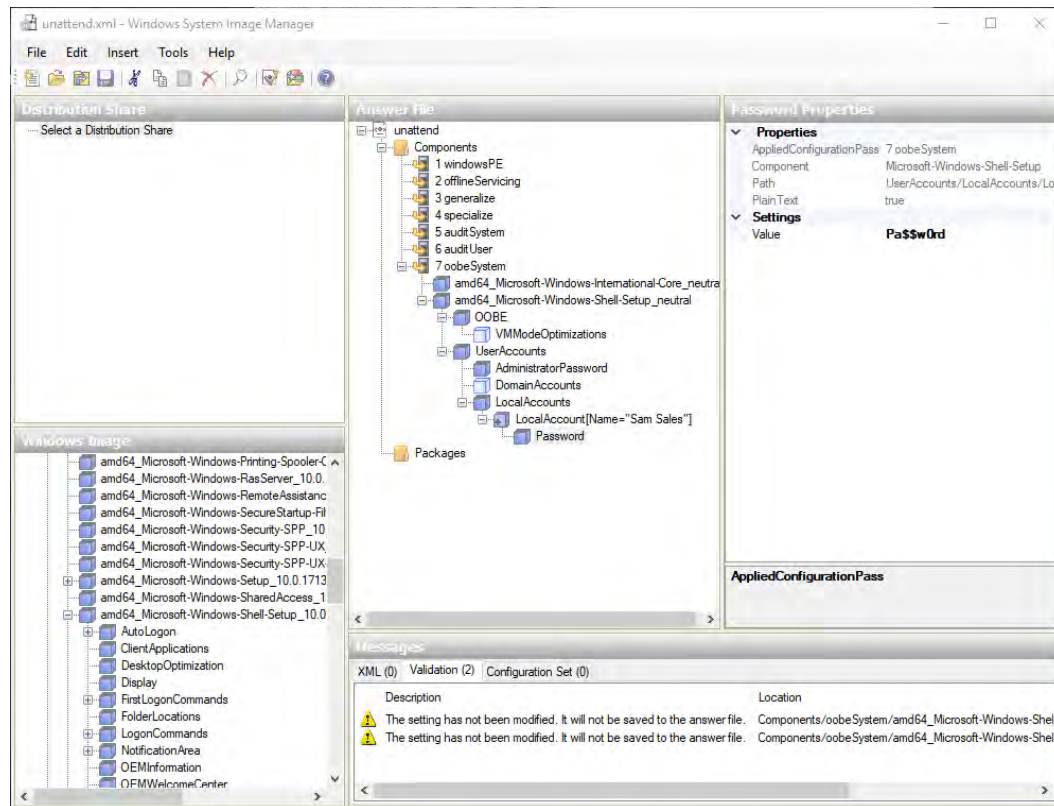 unattend.xml - Windows System Image Manager
File Edit Insert Tools Help
Distribution Share
Select a Distribution Share
Answer File
unattend
Components
1 windowsPE
2 offlineServicing
3 generalize
4 specialize
5 auditSystem
6 auditUser
7 oobeSystem
amd64_Microsoft-Windows-International-Core_neutra
amd64_Microsoft-Windows-Shell-Setup_neutral
OOBE
VMModeOptimizations
UserAccounts
AdministratorPassword
DomainAccounts
LocalAccounts
LocalAccount[Name="Sam Sales"]
Password
Packages
Password Properties
Properties
AppliedConfigurationPass 7 oobeSystem
Component Microsoft-Windows-Shell-Setup
Path UserAccounts/LocalAccounts/Lo
PlainText true
Settings
Value Pa$$w0rd
AppliedConfigurationPass
Windows Image
amd64_Microsoft-Windows-Printing-Spooler-C
amd64_Microsoft-Windows-RasServer_10.0.
amd64_Microsoft-Windows-RemoteAssistanc
amd64_Microsoft-Windows-SecureStartup-Fil
amd64_Microsoft-Windows-Security-SPP_10
amd64_Microsoft-Windows-Security-SPP-UX
amd64_Microsoft-Windows-Security-SPP-UX
amd64_Microsoft-Windows-Setup_10.0.1713
amd64_Microsoft-Windows-SharedAccess_1
amd64_Microsoft-Windows-Shell-Setup_10.0
AutoLogon
ClientApplications
DesktopOptimization
Display
FirstLogonCommands
FolderLocations
LogonCommands
NotificationArea
OEMInformation
OEMWelcomeCenter
Messages
XML (0) Validation (2) Configuration Set (0)
Description Location
The setting has not been modified. It will not be saved to the answer file. Components/oobeSystem/amd64_Microsoft-Windows-Shel
The setting has not been modified. It will not be saved to the answer file. Components/oobeSystem/amd64_Microsoft-Windows-Shel